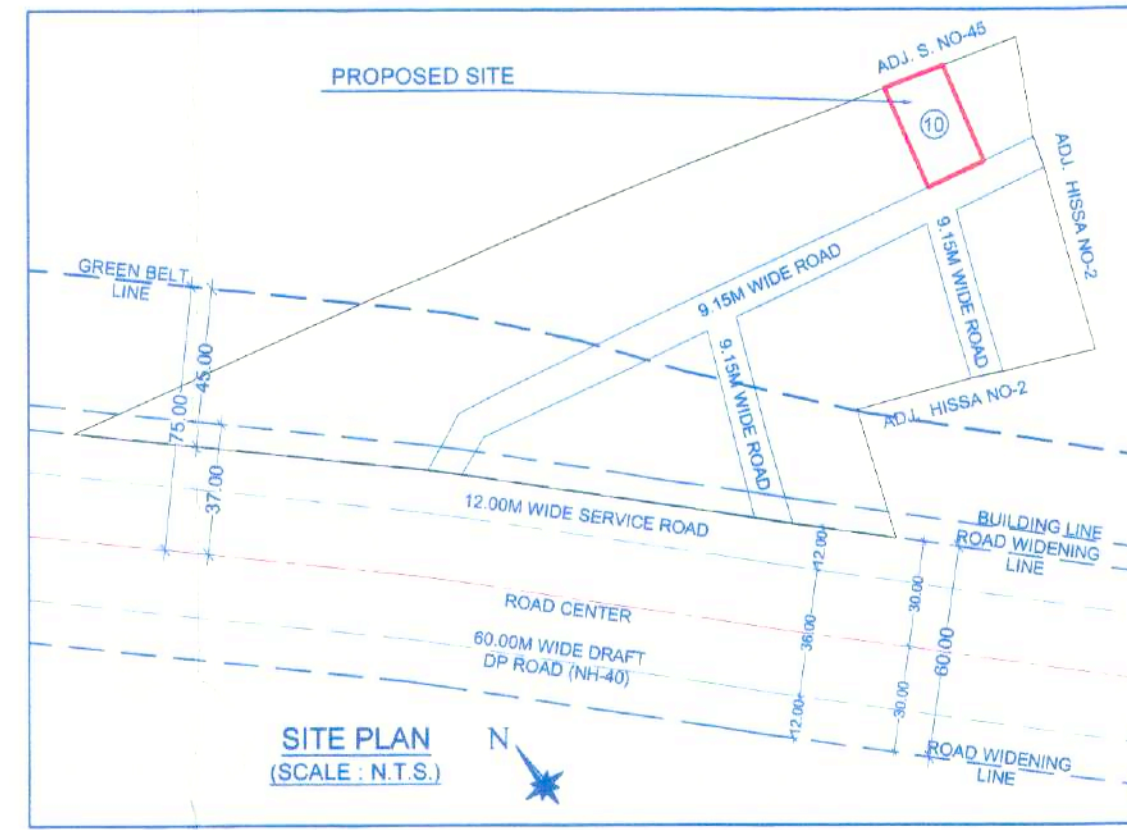 ADJ. S. NO-45
PROPOSED SITE
10
ADJ. HISSA NO-2
9.15M WIDE ROAD
9.15M WIDE ROAD
9.15M WIDE ROAD
GREEN BELT
LINE
45.00
75.00
37.00
ADJ. HISSA NO-2
12.00M WIDE SERVICE ROAD
BUILDING LINE
ROAD WIDENING
LINE
12.00
30.00
ROAD CENTER
36.00
60.00
60.00M WIDE DRAFT
DP ROAD (NH-40)
30.00
12.00
SITE PLAN
(SCALE : N.T.S.)
N
ROAD WIDENING
LINE